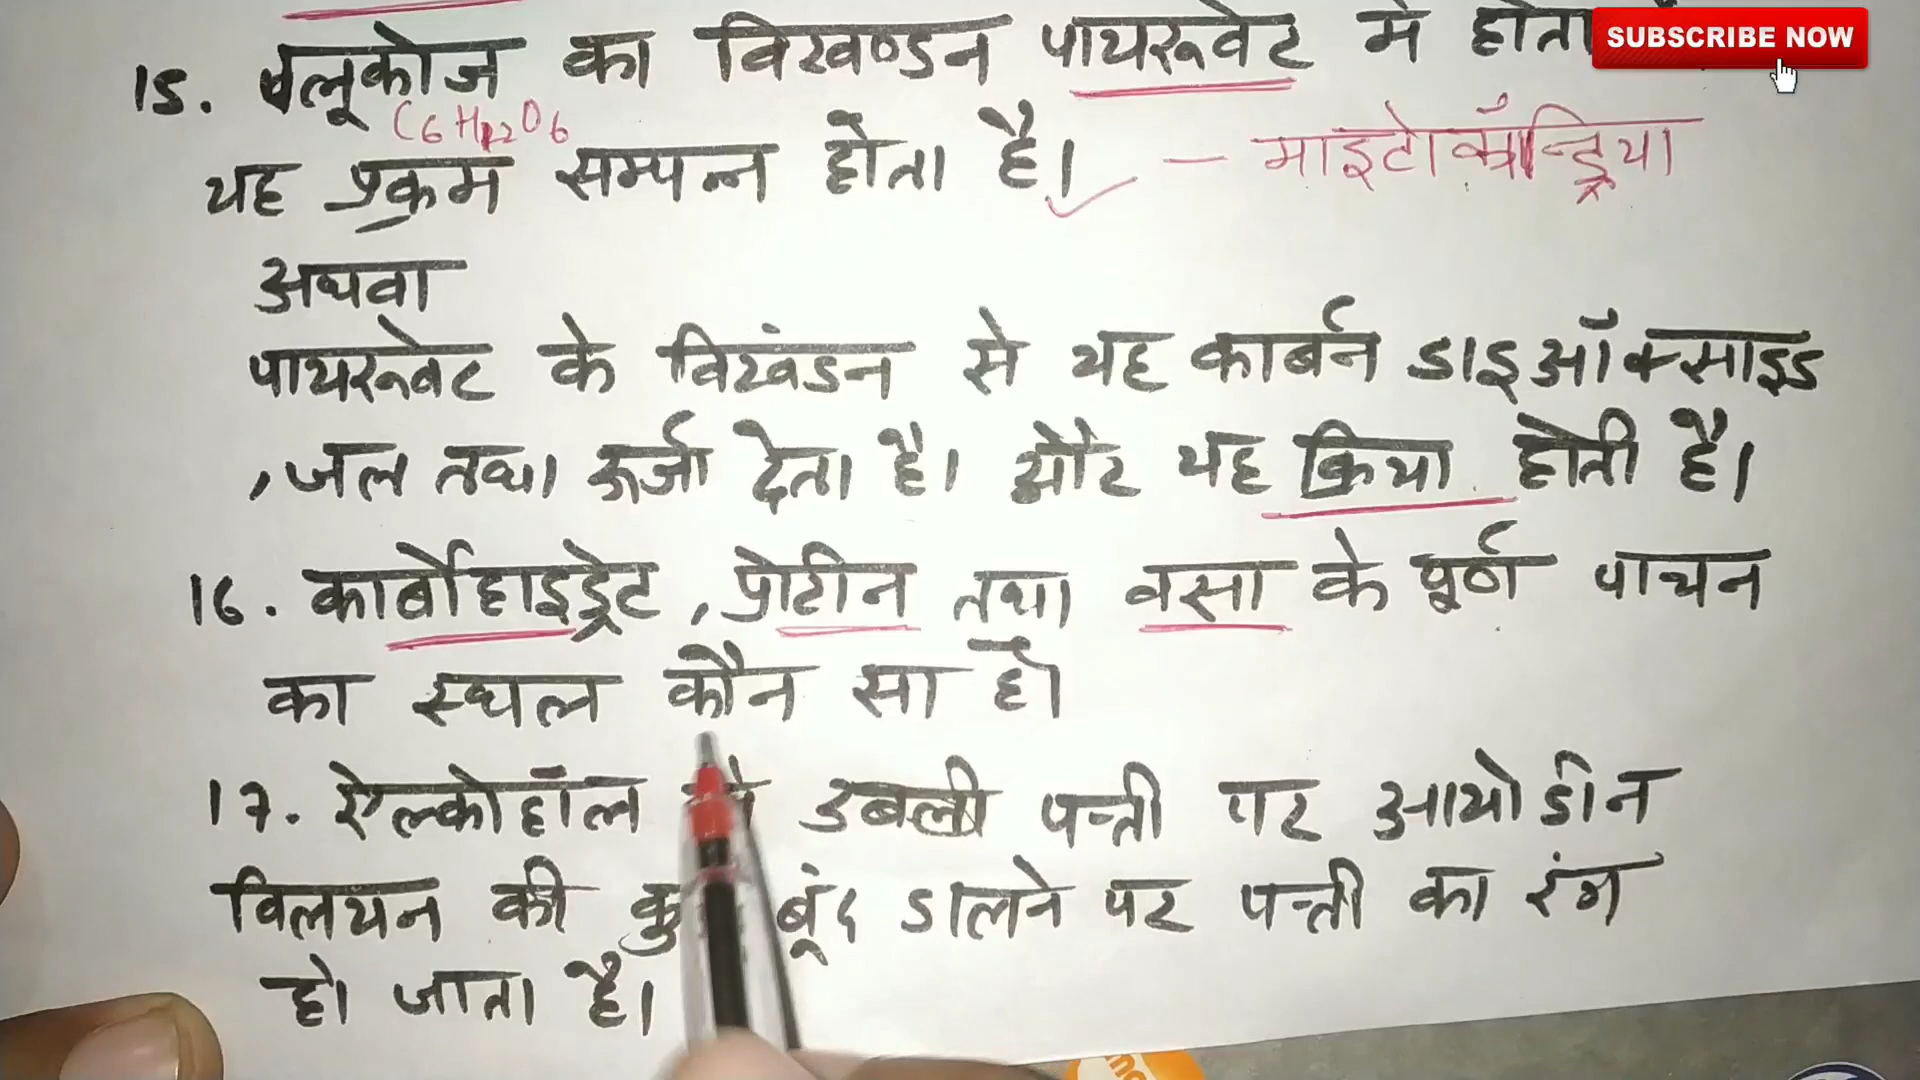 15. ग्लूकोज का विखण्डन पायरूवेट मे होता
SUBSCRIBE NOW
C6H12O6
यह प्रक्रम सम्पन्न होता है। — माइटोकॉन्ड्रिया
अथवा
पायरूवेट के विखंडन से यह कार्बन डाइऑक्साइड
, जल तथा ऊर्जा देता है। और यह क्रिया होती है।
16. कार्बोहाइड्रेट, प्रोटीन तथा वसा के पूर्ण पाचन
का स्थल कौन सा है।
17. ऐल्कोहॉल उबली पत्ती पर आयोडीन
विलयन की बूंद डालने पर पत्ती का रंग
हो जाता है।